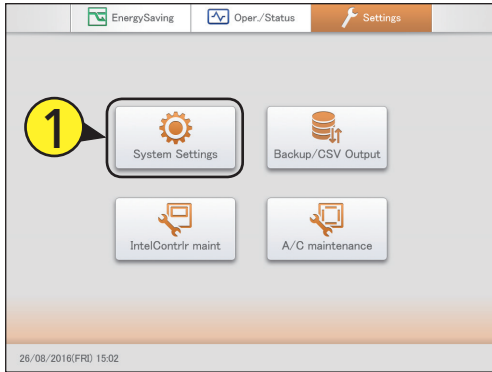 EnergySaving
Oper./Status
Settings
1
System Settings
Backup/CSV Output
IntelContrlr maint
A/C maintenance
26/08/2016(FRI) 15:02